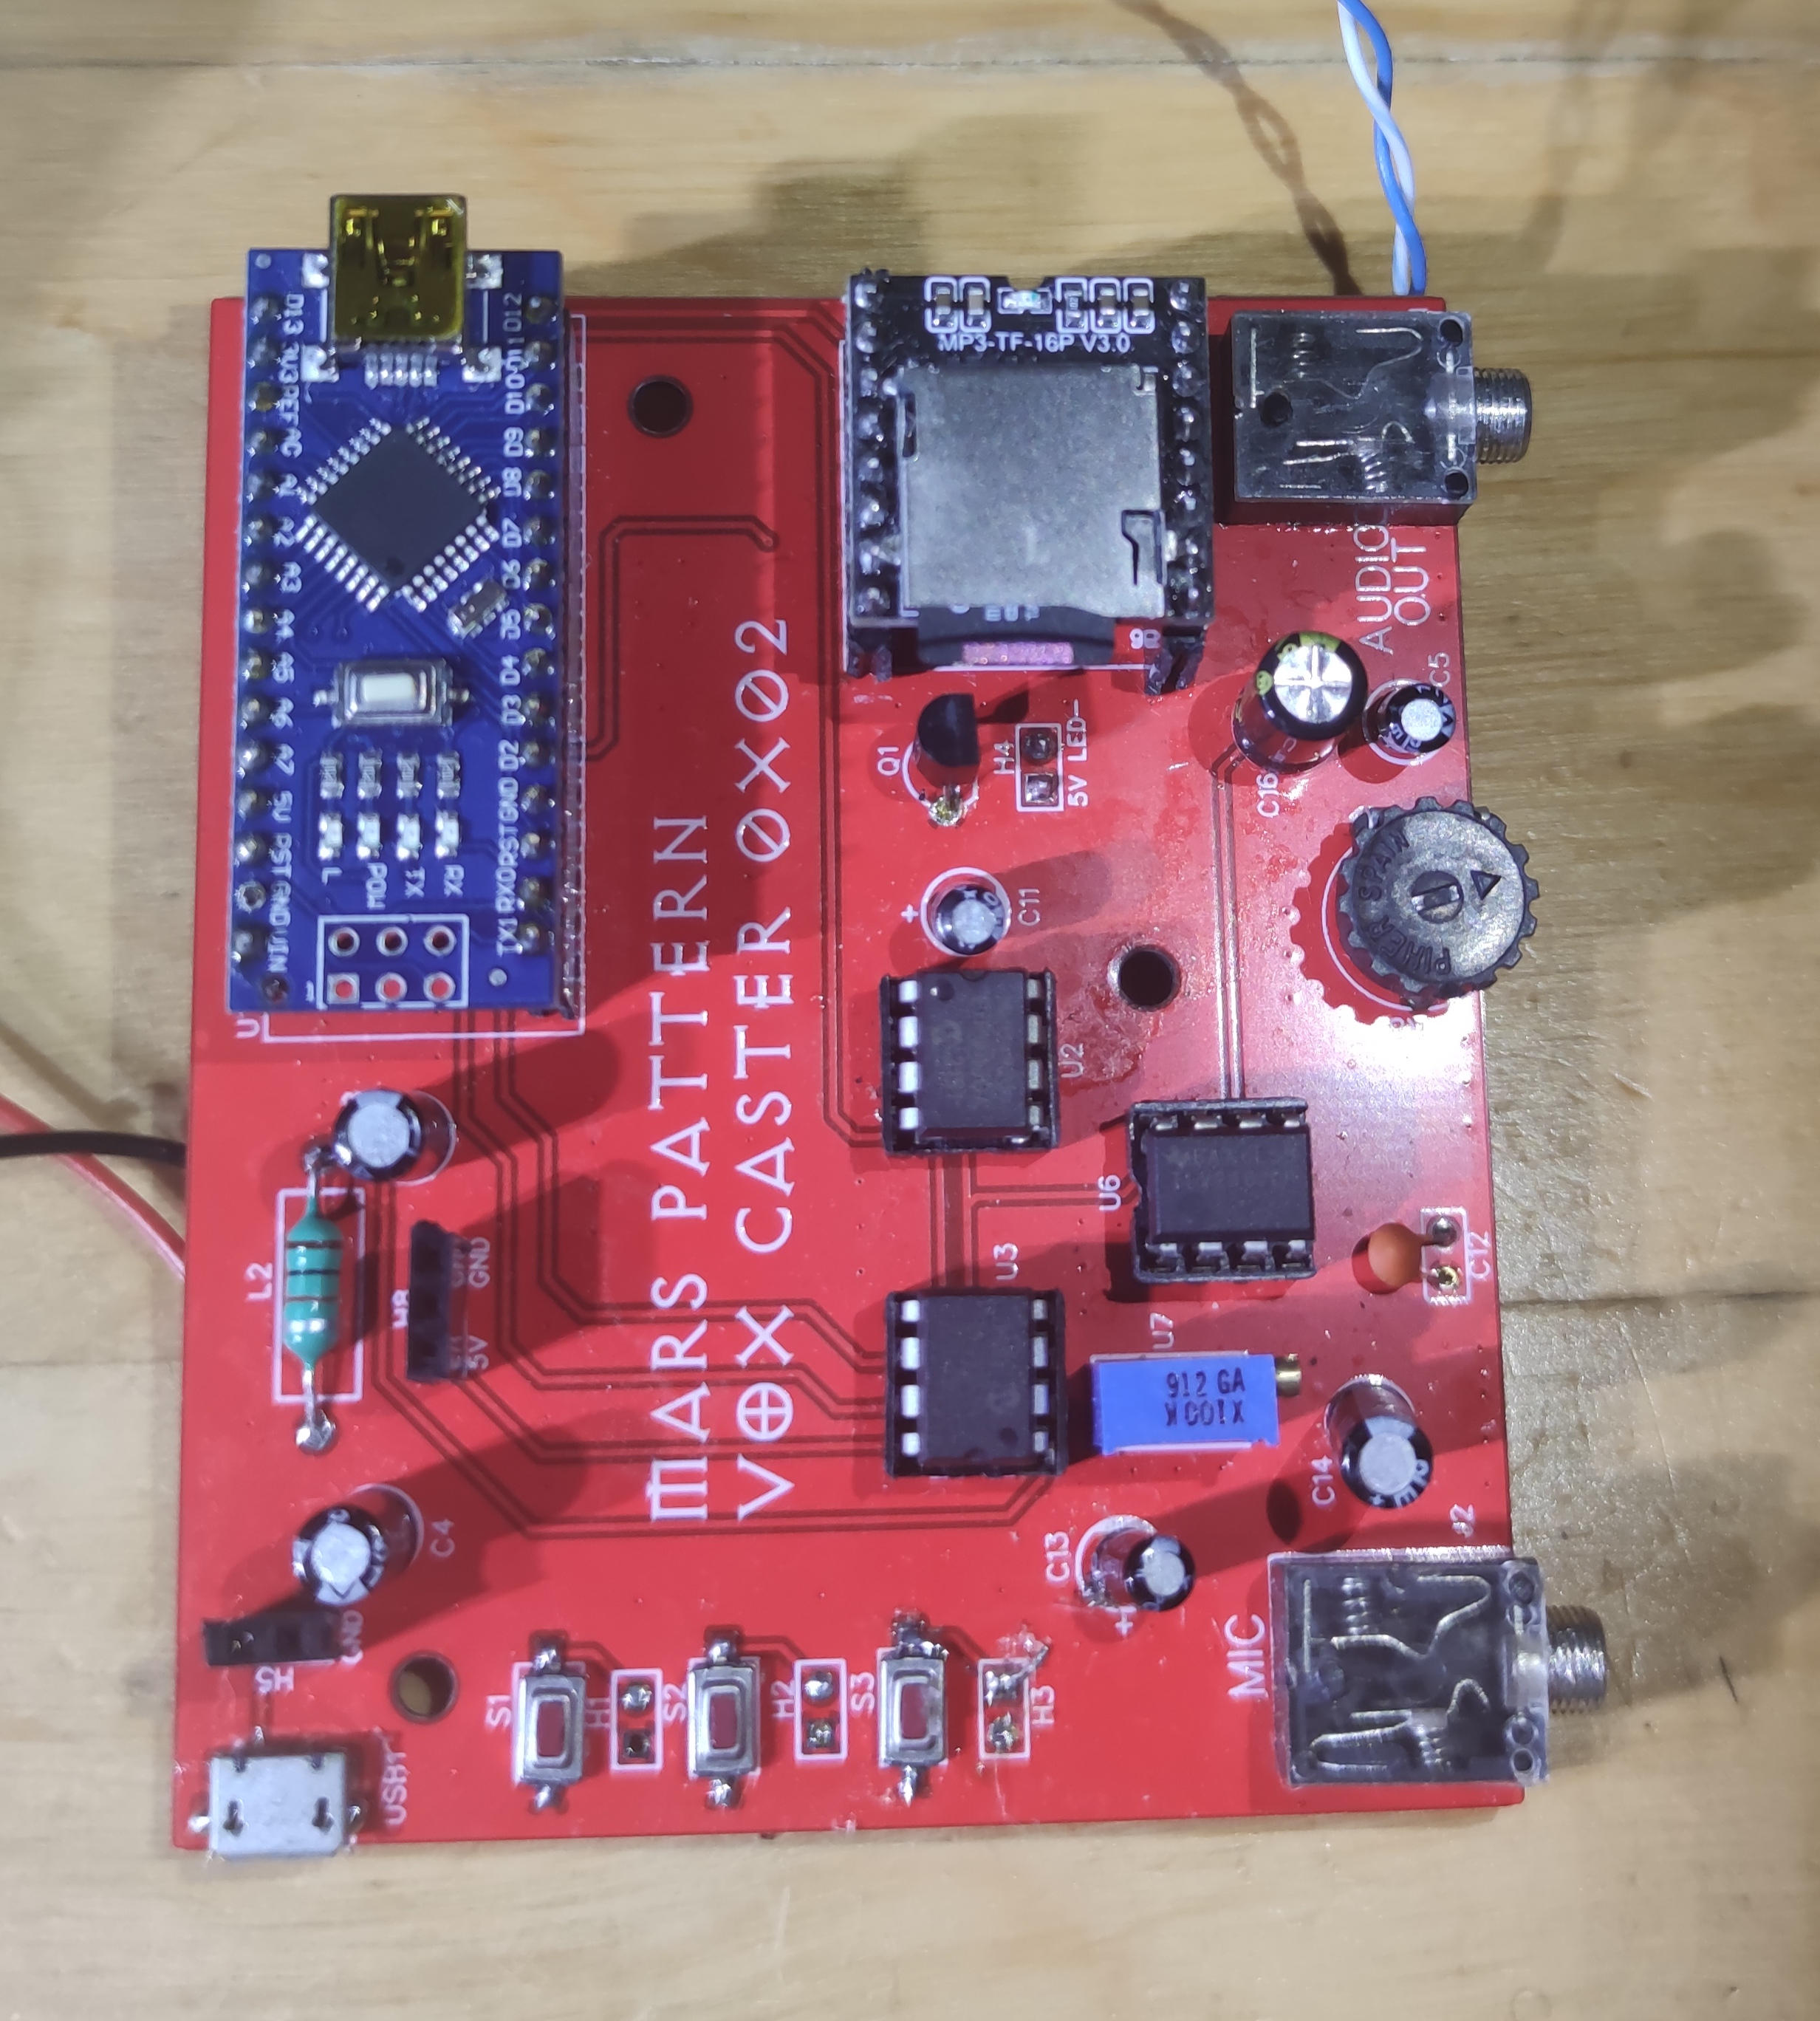 MARS PATTERN
VOX CASTER 0X02
D12
D11
D10
D9
D8
D7
D6
D5
D4
D3
D2
GND
RST
RX0
TX1
D13
3V3
REF
A0
A1
A2
A3
A4
A5
A6
A7
5V
RST
GND
VIN
L
POW
TX
RX
MP3-TF-16P V3.0
AUDIO
OUT
C5
C16
Q1
H4
5V LED-
C11
+
PIHER SPAIN
U2
U6
U3
C12
U7
912 GA
X100K
C14
J2
C13
+
MIC
L2
H8
GND
5V
C4
GND
H5
USB1
S1
H1
S2
H2
S3
H3